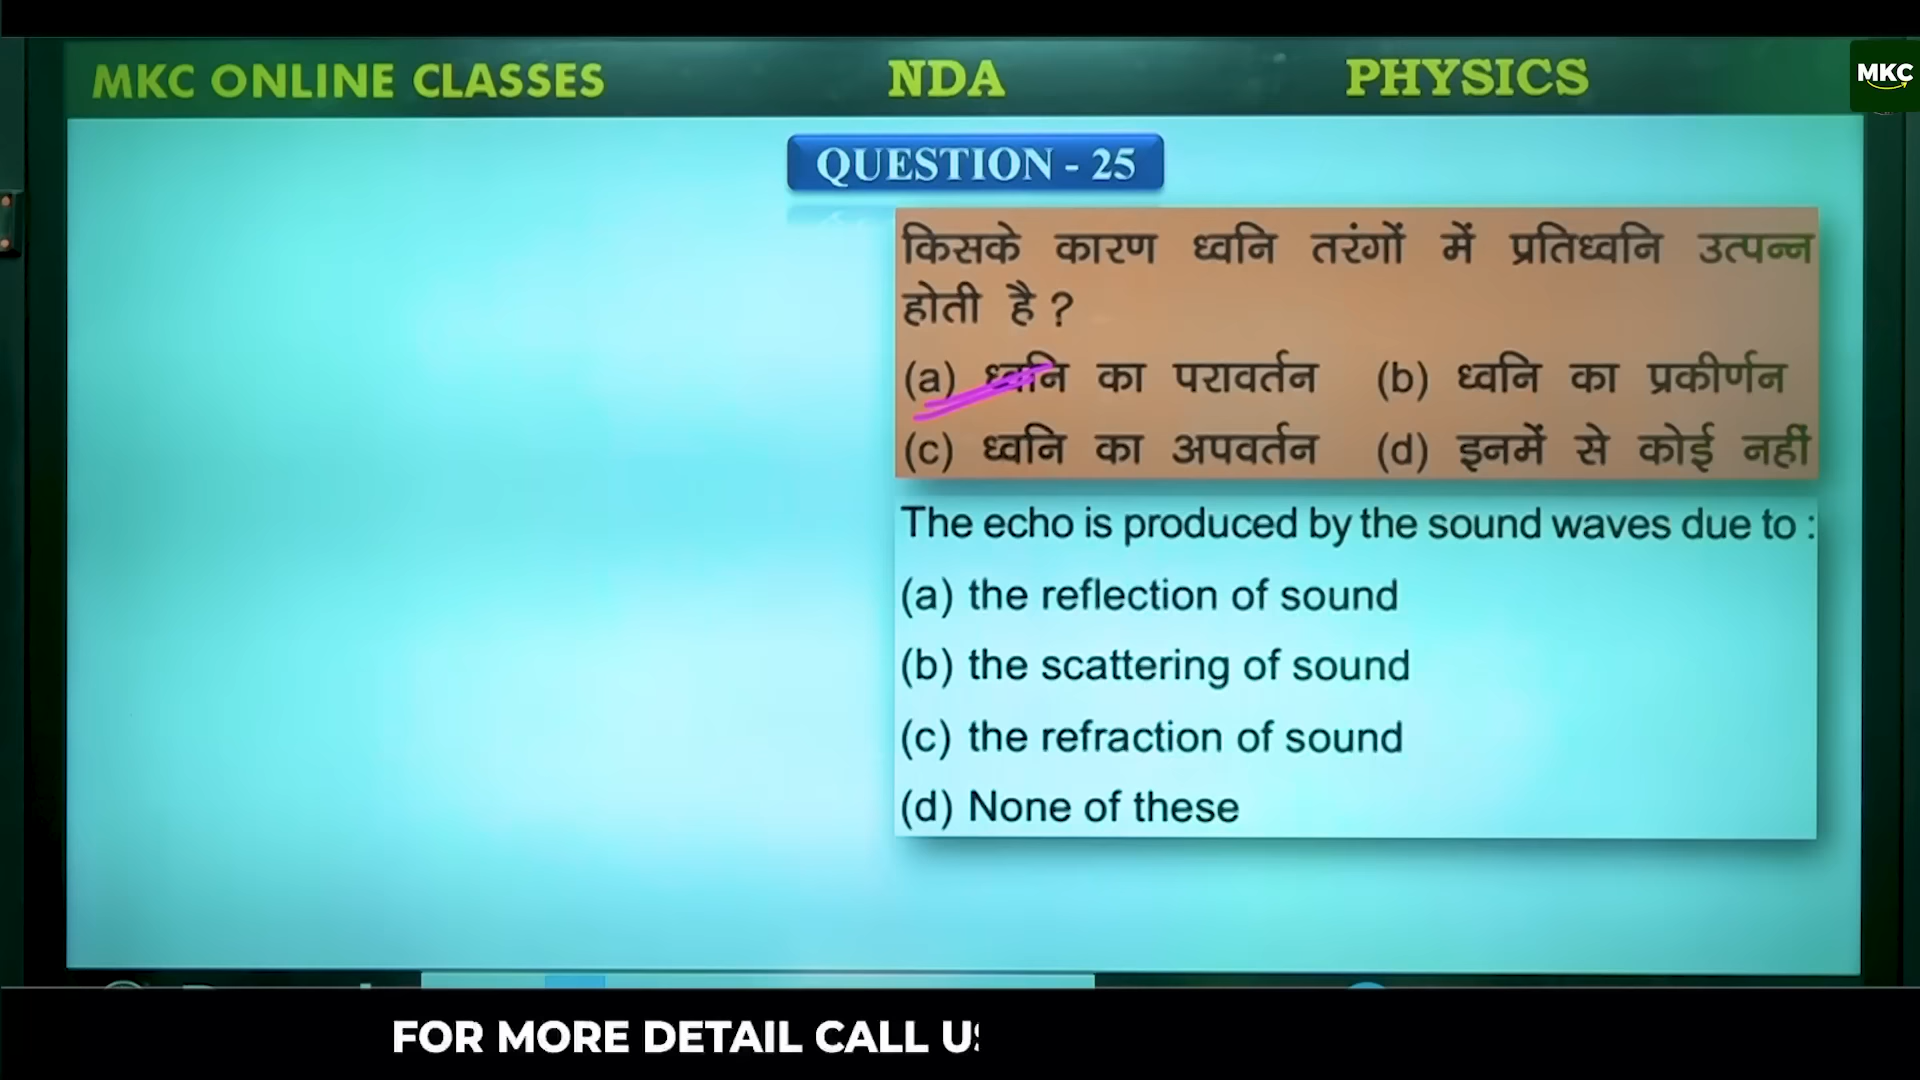 MKC ONLINE CLASSES NDA PHYSICS MKC
QUESTION - 25
किसके कारण ध्वनि तरंगों में प्रतिध्वनि उत्पन्न
होती है ?
(a) ध्वनि का परावर्तन (b) ध्वनि का प्रकीर्णन
(c) ध्वनि का अपवर्तन (d) इनमें से कोई नहीं
The echo is produced by the sound waves due to :
(a) the reflection of sound
(b) the scattering of sound
(c) the refraction of sound
(d) None of these
FOR MORE DETAIL CALL